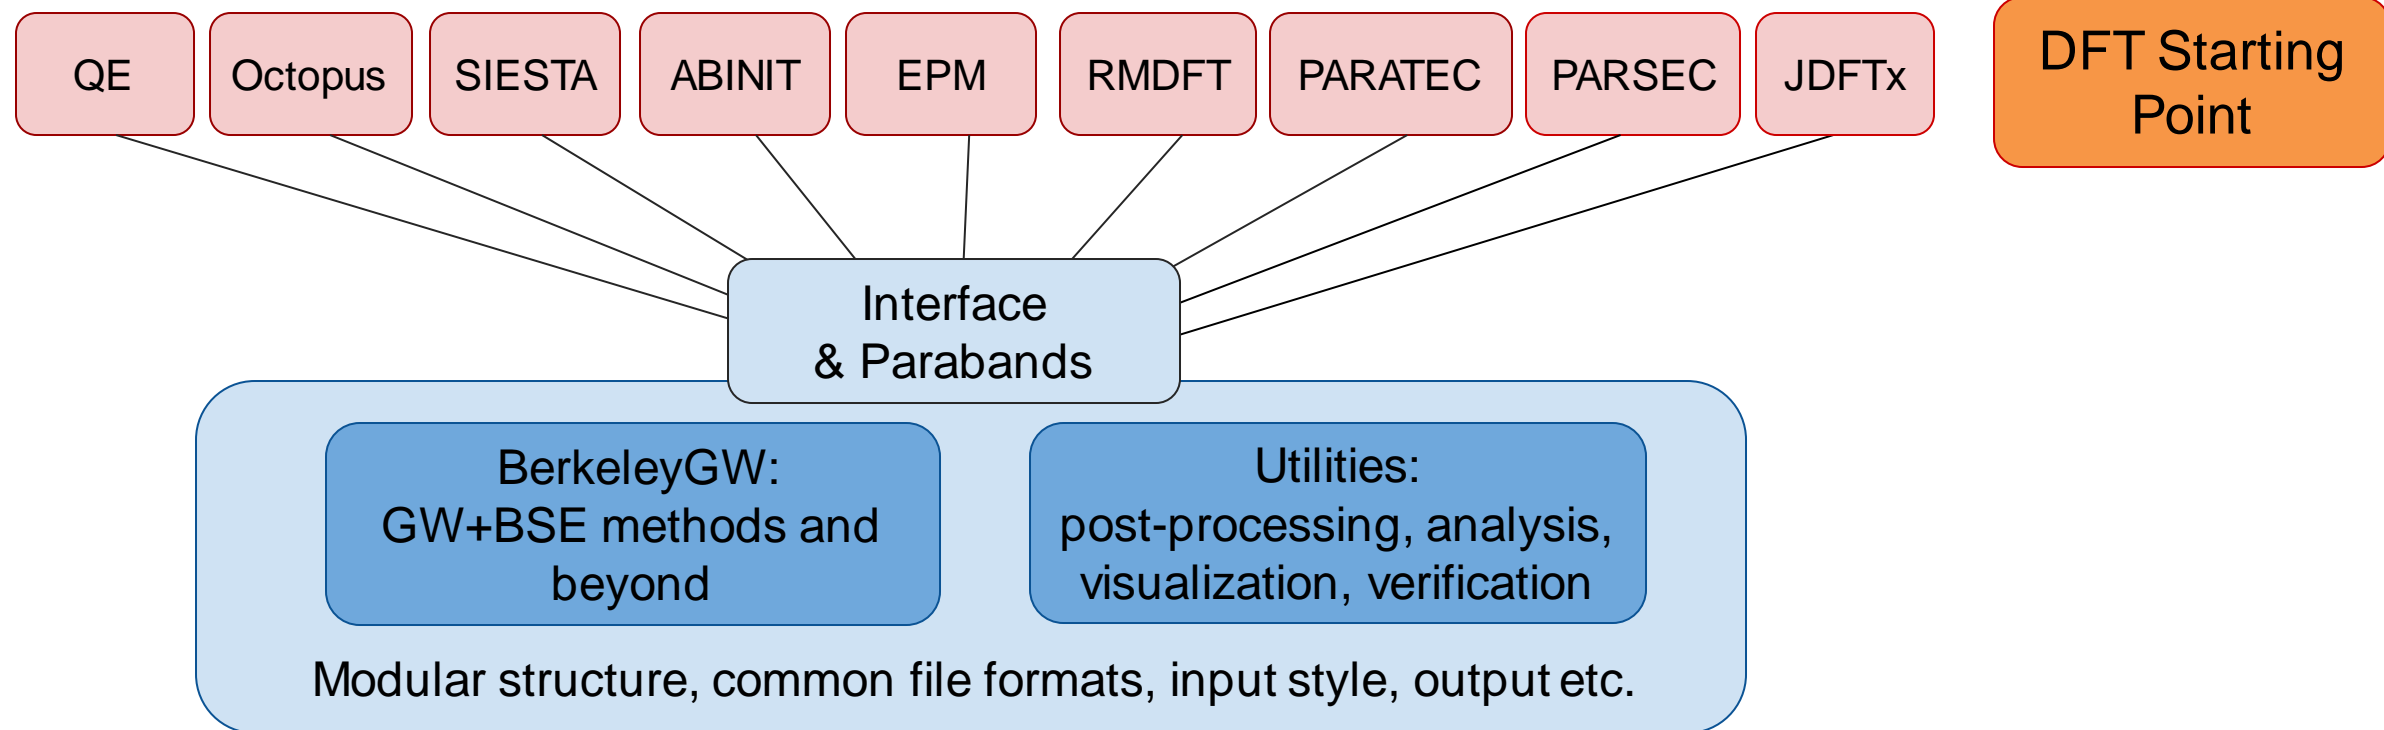 QE
Octopus
SIESTA
ABINIT
EPM
RMDFT
PARATEC
PARSEC
JDFTx
DFT Starting
Point
Interface
& Parabands
BerkeleyGW:
GW+BSE methods and
beyond
Utilities:
post-processing, analysis,
visualization, verification
Modular structure, common file formats, input style, output etc.